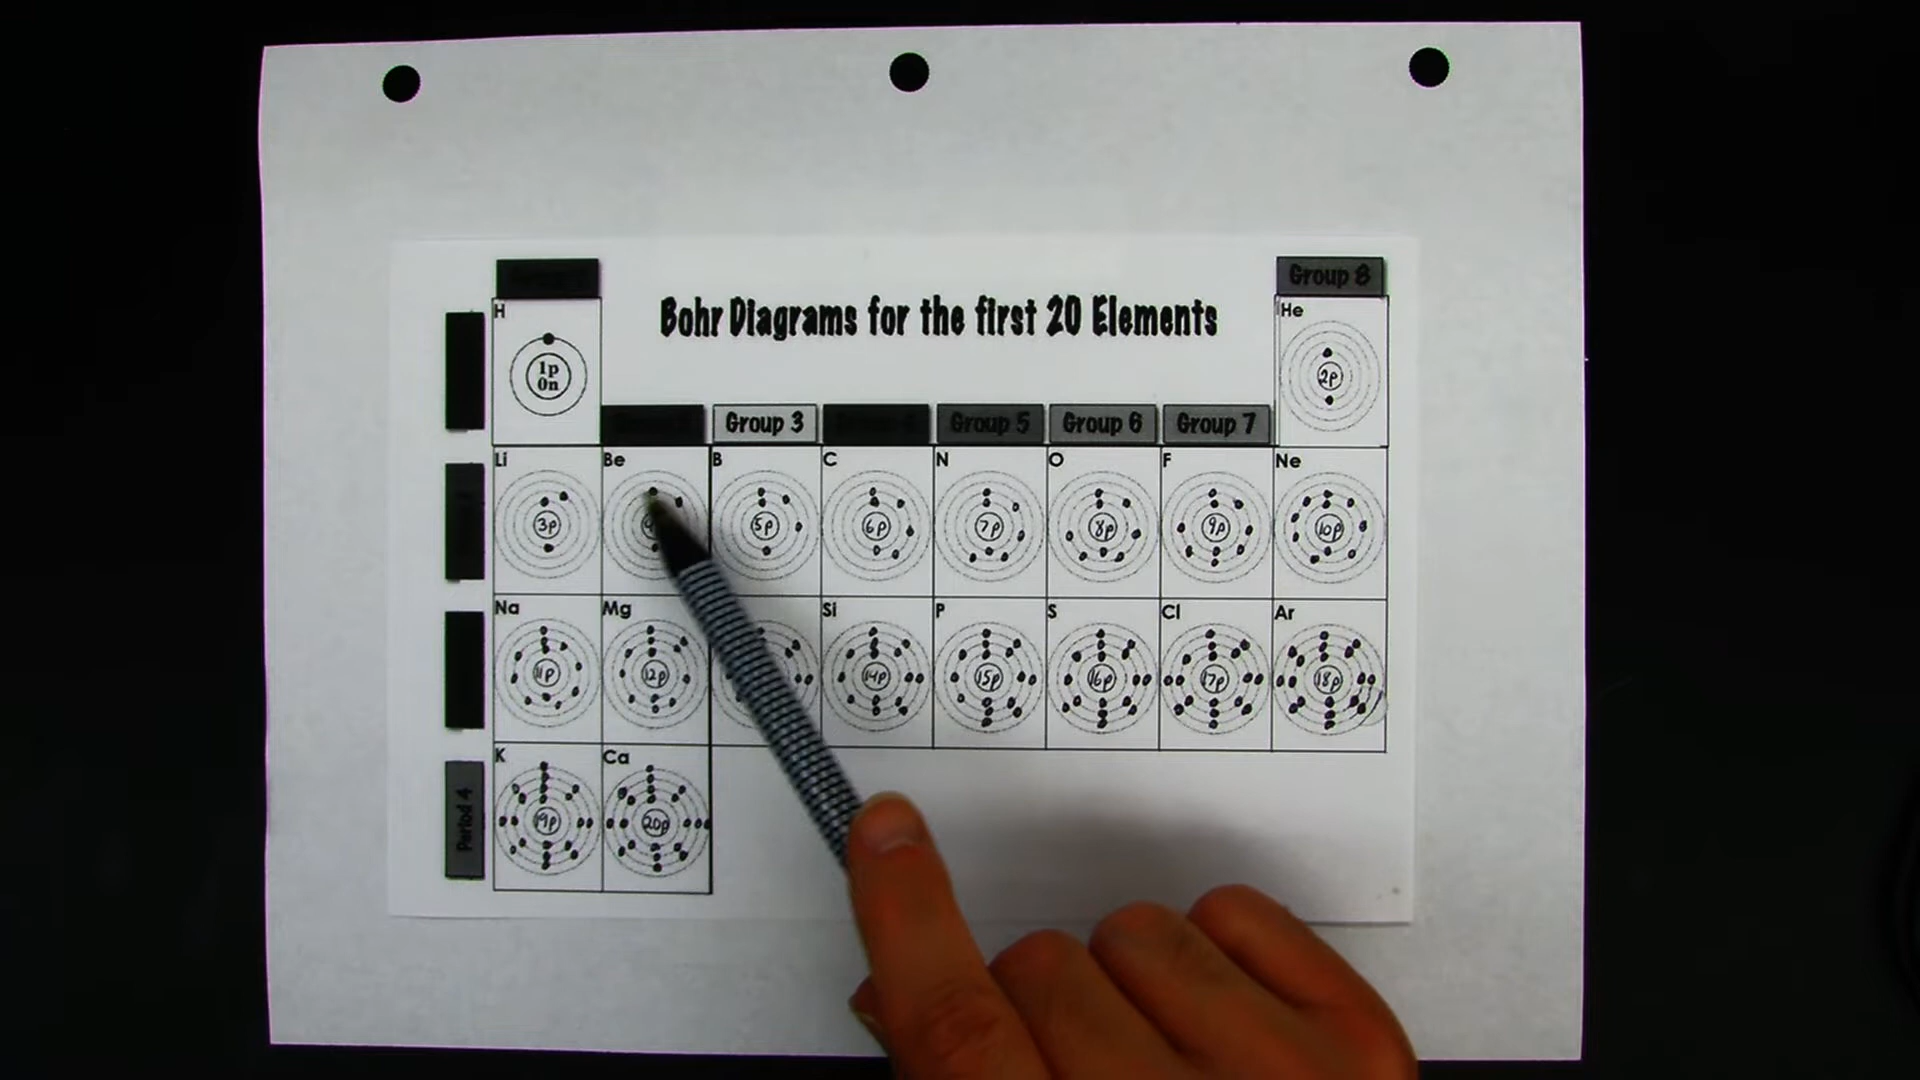 Group 8
H
Bohr Diagrams for the first 20 Elements
He
1p
0n
2p
Group 3
Group 5
Group 6
Group 7
Li
Be
B
C
N
O
F
Ne
3p
5p
6p
7p
8p
9p
10p
Na
Mg
Si
P
S
Cl
Ar
11p
12p
14p
15p
16p
17p
18p
K
Ca
Period 4
19p
20p